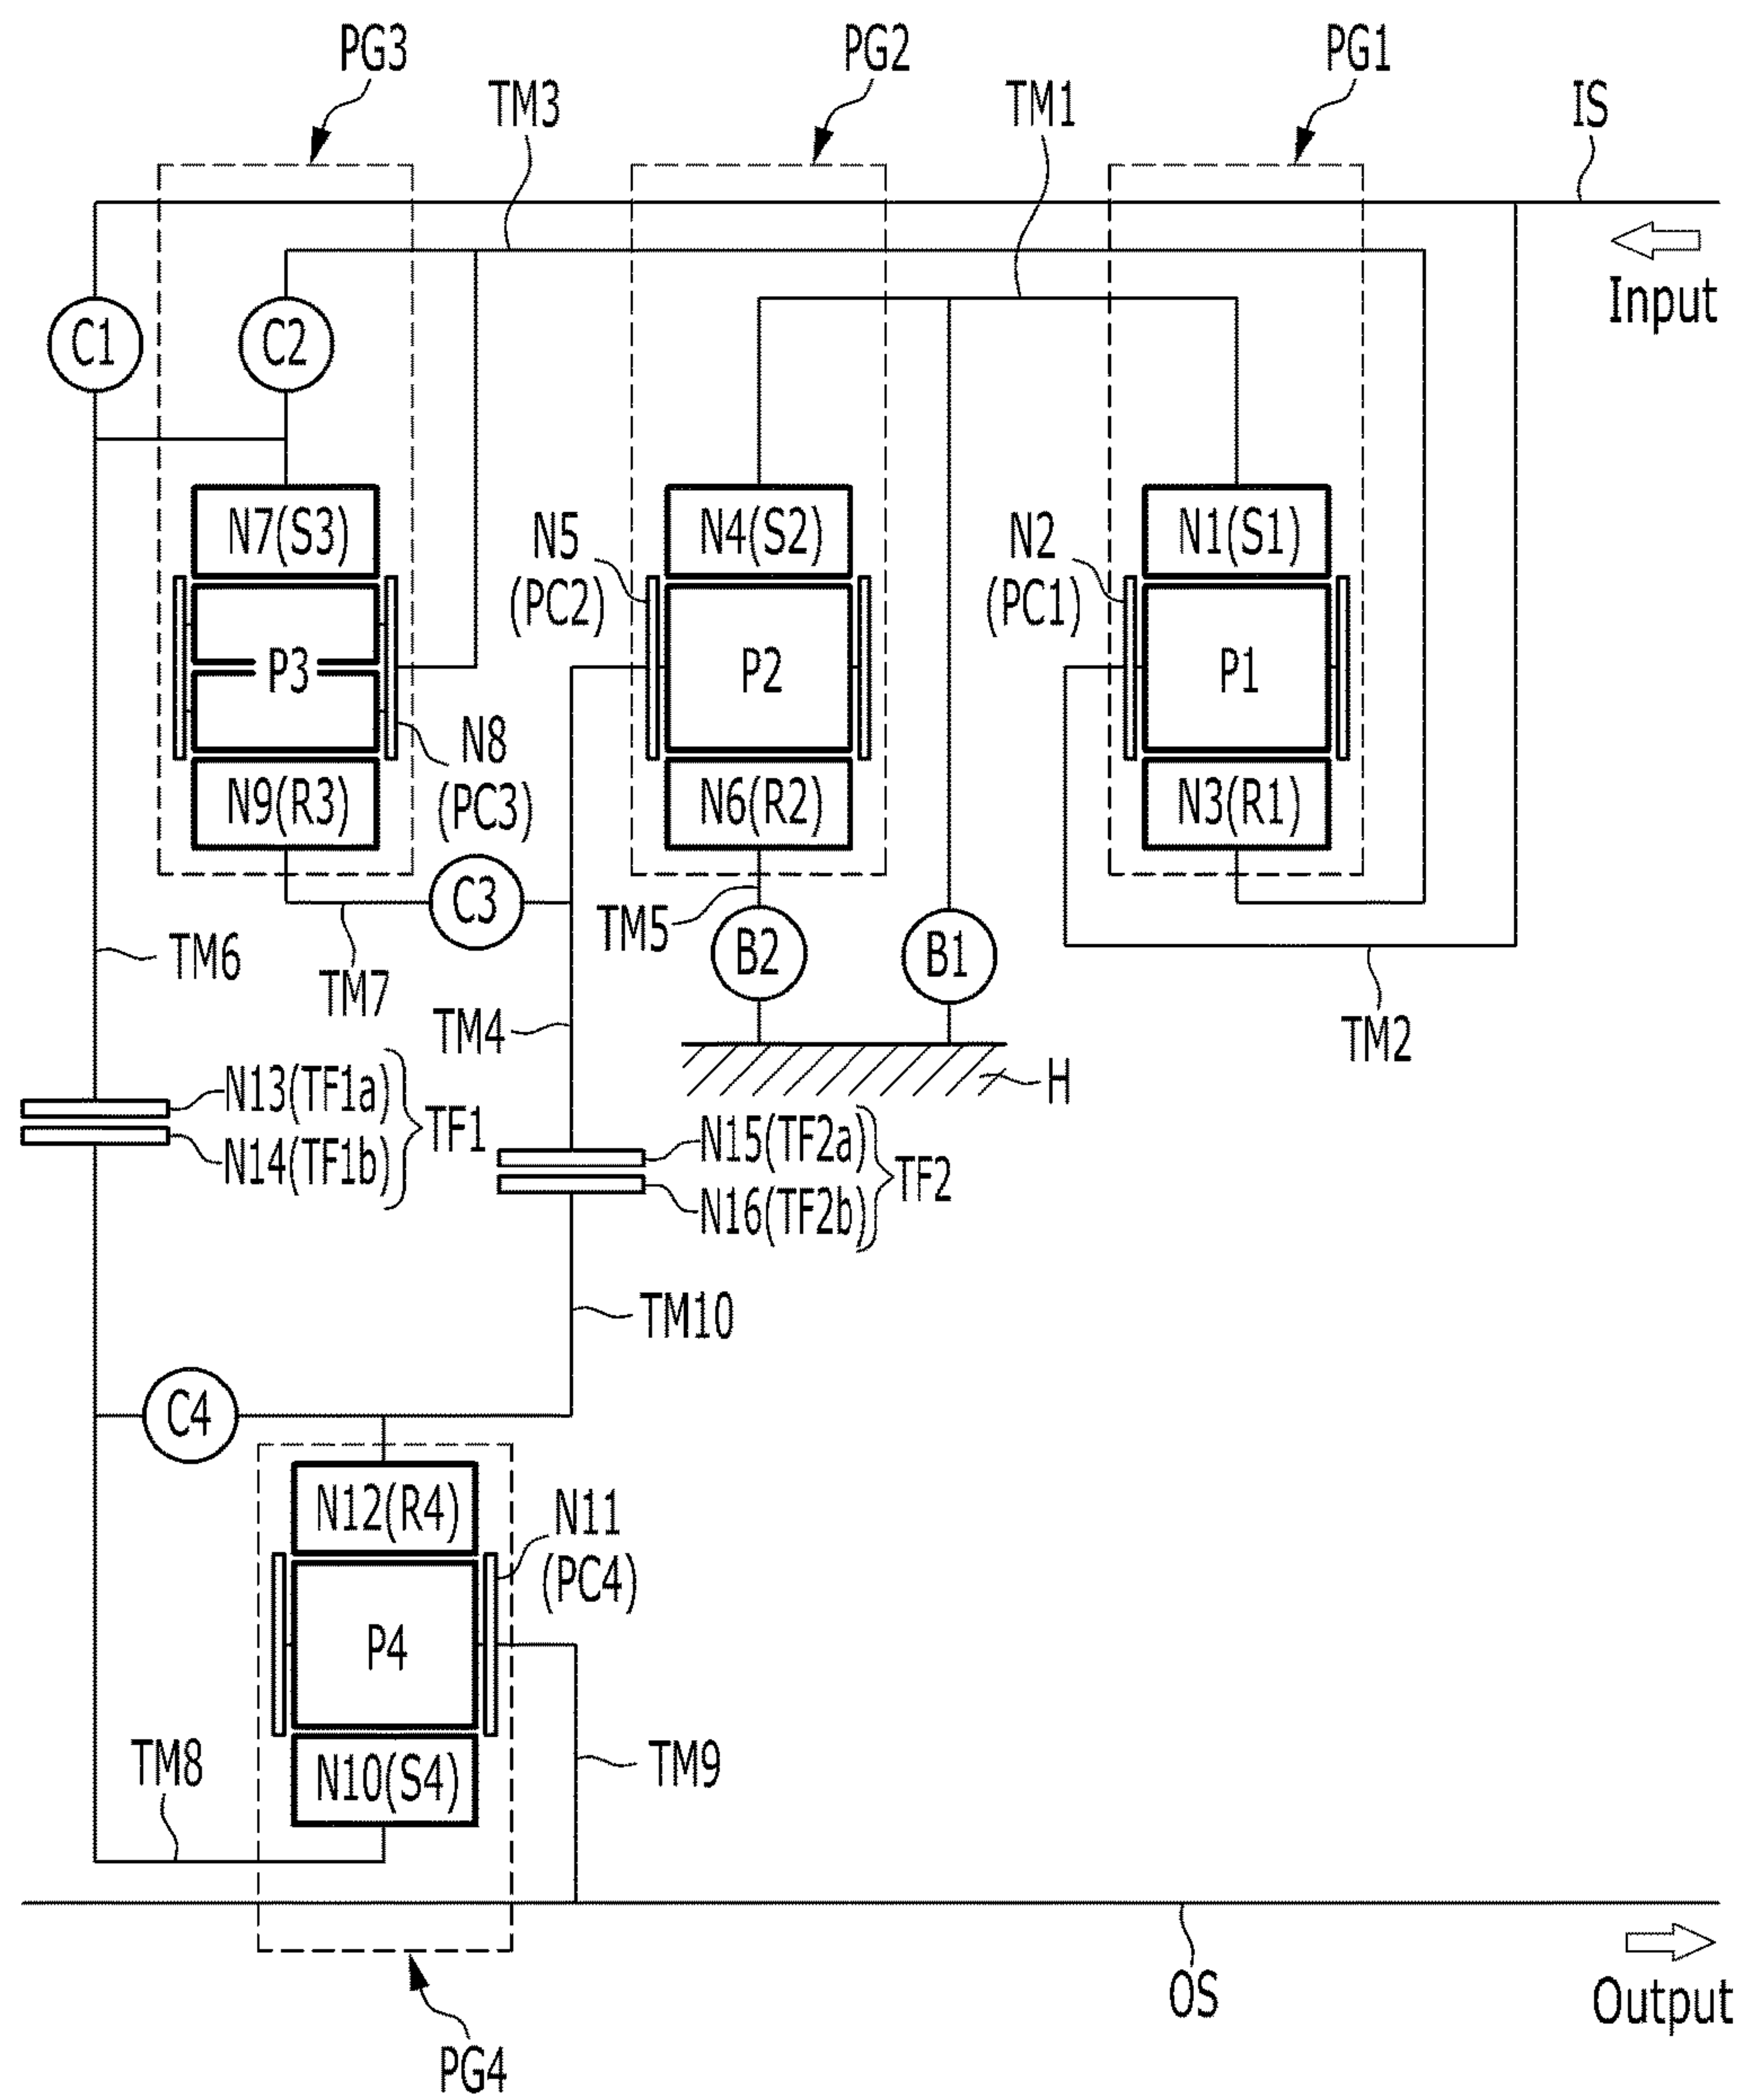 PG3
PG2
PG1
TM3
TM1
IS
Input
C1
C2
N7(S3)
N5
(PC2)
N4(S2)
N2
(PC1)
N1(S1)
P3
P2
P1
N8
(PC3)
N9(R3)
N6(R2)
N3(R1)
C3
TM5
B2
B1
TM6
TM7
TM4
TM2
H
N13(TF1a)
N14(TF1b)
TF1
N15(TF2a)
N16(TF2b)
TF2
TM10
C4
N12(R4)
N11
(PC4)
P4
TM8
N10(S4)
TM9
OS
Output
PG4